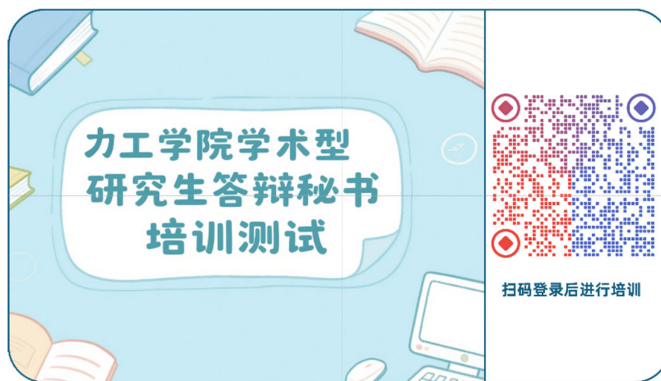 力工学院学术型
研究生答辩秘书
培训测试
扫码登录后进行培训